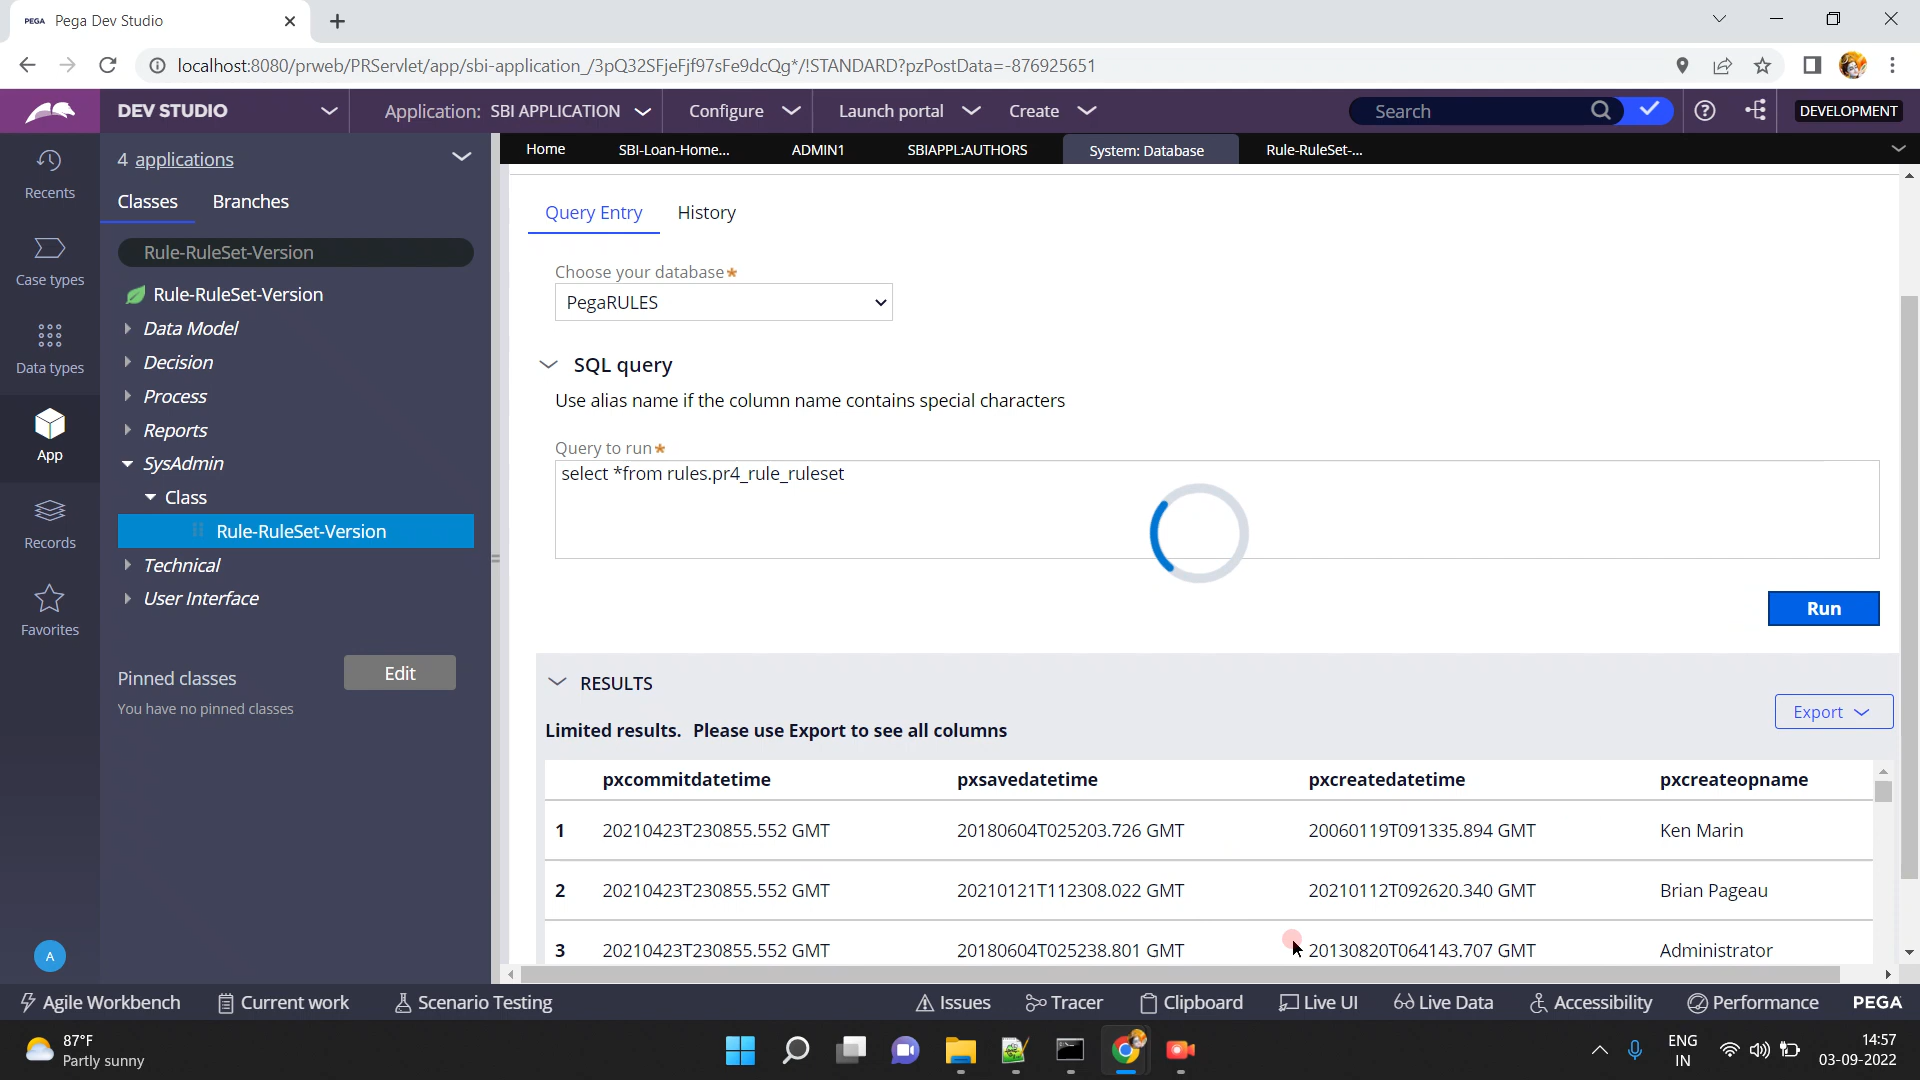 PEGA Pega Dev Studio
localhost:8080/prweb/PRServlet/app/sbi-application_/3pQ32SFjeFjf97sFe9dcQg*/!STANDARD?pzPostData=-876925651
DEV STUDIO
Application: SBI APPLICATION
Configure
Launch portal
Create
Search
DEVELOPMENT
Recents
Case types
Data types
App
Records
Favorites
A
4 applications
Classes
Branches
Rule-RuleSet-Version
Rule-RuleSet-Version
Data Model
Decision
Process
Reports
SysAdmin
Class
Rule-RuleSet-Version
Technical
User Interface
Pinned classes
Edit
You have no pinned classes
Home
SBI-Loan-Home...
ADMIN1
SBIAPPL:AUTHORS
System: Database
Rule-RuleSet-...
Query Entry
History
Choose your database*
PegaRULES
SQL query
Use alias name if the column name contains special characters
Query to run*
select *from rules.pr4_rule_ruleset
Run
RESULTS
Export
Limited results. Please use Export to see all columns
pxcommitdatetime pxsavedatetime pxcreatedatetime pxcreateopname
1 20210423T230855.552 GMT 20180604T025203.726 GMT 20060119T091335.894 GMT Ken Marin
2 20210423T230855.552 GMT 20210121T112308.022 GMT 20210112T092620.340 GMT Brian Pageau
3 20210423T230855.552 GMT 20180604T025238.801 GMT 20130820T064143.707 GMT Administrator
Agile Workbench
Current work
Scenario Testing
Issues
Tracer
Clipboard
Live UI
Live Data
Accessibility
Performance
PEGA
87°F
Partly sunny
ENG
IN
14:57
03-09-2022